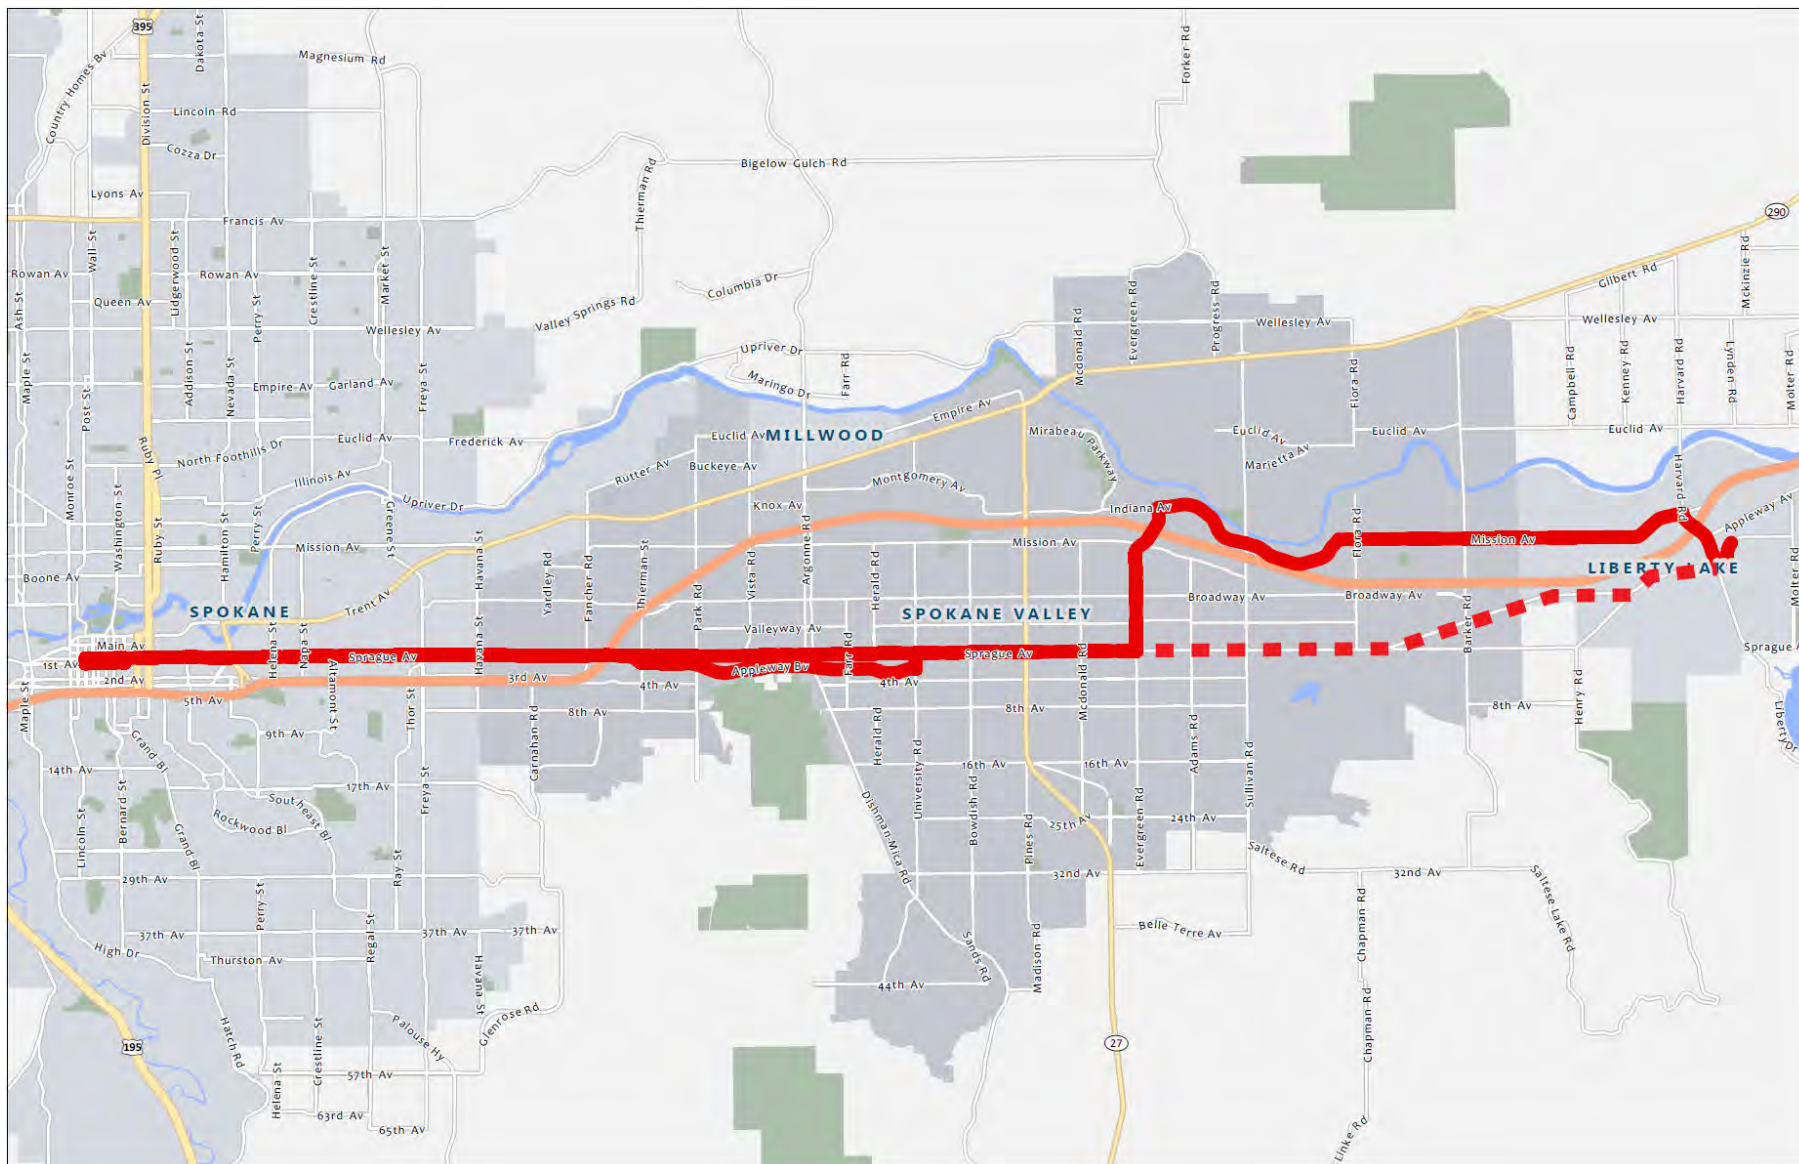 395
Dakota St
Country Homes Bv
Magnesium Rd
Forker Rd
Division St
Lincoln Rd
Cozza Dr
Bigelow Gulch Rd
Thierman Rd
Lyons Av
Francis Av
290
Wall St
Lidgerwood St
Rowan Av
Rowan Av
Crestline St
Market St
Mckinzie Rd
Gilbert Rd
Columbia Dr
Queen Av
Ash St
Perry St
Valley Springs Rd
Wellesley Av
Mcdonald Rd
Evergreen Rd
Progress Rd
Wellesley Av
Wellesley Av
Upriver Dr
Maringo Dr
Farr Rd
Maple St
Post St
Addison St
Nevada St
Empire Av
Garland Av
Freya St
Flora Rd
Campbell Rd
Kenney Rd
Harvard Rd
Lynden Rd
Molter Rd
Empire Av
Euclid Av
Frederick Av
Euclid Av
MILLWOOD
Mirabeau Parkway
Euclid Av
Euclid Av
Euclid Av
Marietta Av
North Foothills Dr
Ruby Pl
Illinois Av
Rutter Av
Buckeye Av
Montgomery Av
Monroe St
Washington St
Upriver Dr
Knox Av
Indiana Av
Harvard Rd
Appleway Av
Ruby St
Hamilton St
Perry St
Greene St
Havana St
Mission Av
Yardley Rd
Fancher Rd
Thierman St
Vista Rd
Argonne Rd
Herald Rd
Mission Av
Flora Rd
Mission Av
Boone Av
LIBERTY LAKE
Molter Rd
SPOKANE
Trent Av
Park Rd
SPOKANE VALLEY
Broadway Av
Broadway Av
Barker Rd
Valleyway Av
Main Av
1st Av
Helena St
Napa St
Sprague Av
Havana St
Farr Rd
Sprague Av
Mcdonald Rd
Sprague A
2nd Av
Altamont St
3rd Av
Appleway Bv
4th Av
4th Av
5th Av
Maple St
Thor St
8th Av
8th Av
8th Av
Henry Rd
Liberty Dr
Grand Bl
9th Av
Carnahan Rd
Herald Rd
University Rd
Adams Rd
Sullivan Rd
14th Av
17th Av
16th Av
16th Av
Lincoln St
Bernard St
Grand Bl
Rockwood Bl
Southeast Bl
Freya St
Dishman-Mica Rd
Bowdish Rd
Pines Rd
25th Av
Evergreen Rd
24th Av
Saltese Rd
29th Av
Ray St
32nd Av
32nd Av
Saltese Lake Rd
Perry St
Regal St
37th Av
37th Av
37th Av
Belle Terre Av
Chapman Rd
High Dr
Thurston Av
Havana St
Sands Rd
Madison Rd
44th Av
Hatch Rd
Crestline St
Palouse Hy
Glenrose Rd
Chapman Rd
195
27
57th Av
Helena St
63rd Av
65th Av
Linke Rd